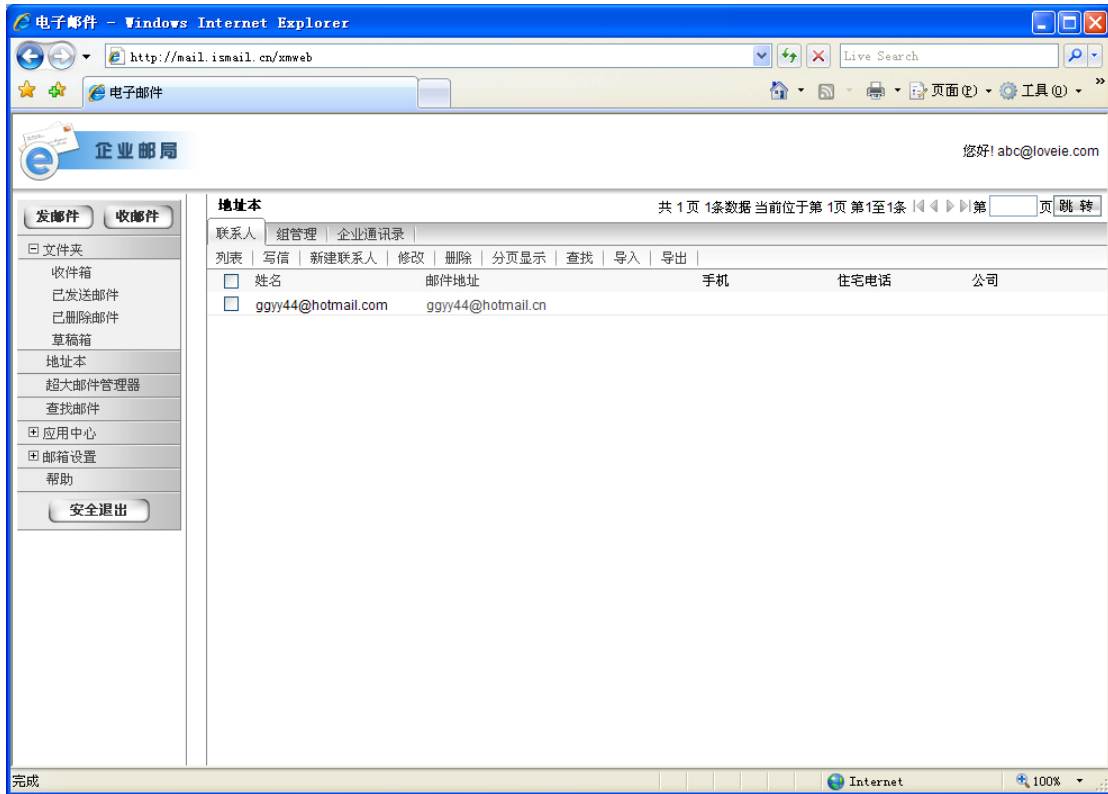 电子邮件 - Windows Internet Explorer
http://mail.ismail.cn/xmweb
Live Search
电子邮件
页面(P)
工具(O)
企业邮局
您好! abc@loveie.com
发邮件 收邮件
文件夹
收件箱
已发送邮件
已删除邮件
草稿箱
地址本
超大邮件管理器
查找邮件
应用中心
邮箱设置
帮助
安全退出
地址本
共 1 页 1条数据 当前位于第 1页 第1至1条 第 页 跳 转
联系人 组管理 企业通讯录
列表 写信 新建联系人 修改 删除 分页显示 查找 导入 导出
姓名 邮件地址 手机 住宅电话 公司
ggyy44@hotmail.com ggyy44@hotmail.cn
完成 Internet 100%